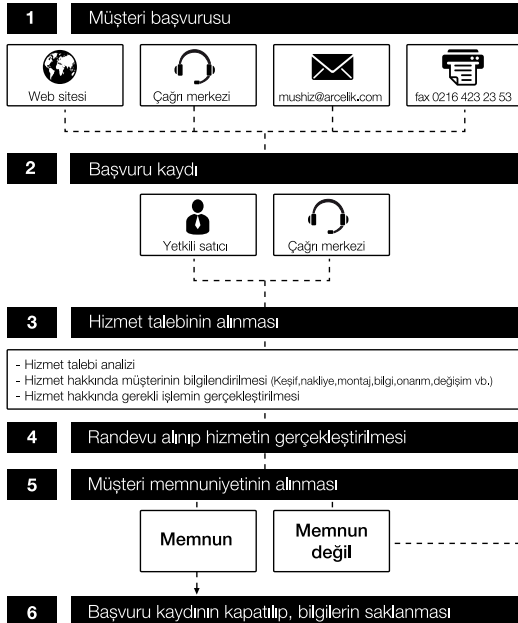 1 Müşteri başvurusu
Web sitesi
Çağrı merkezi
mushiz@arcelik.com
fax 0216 423 23 53
2 Başvuru kaydı
Yetkili satıcı
Çağrı merkezi
3 Hizmet talebinin alınması
- Hizmet talebi analizi
- Hizmet hakkında müşterinin bilgilendirilmesi (Keşif,nakliye,montaj,bilgi,onarım,değişim vb.)
- Hizmet hakkında gerekli işlemin gerçekleştirilmesi
4 Randevu alınıp hizmetin gerçekleştirilmesi
5 Müşteri memnuniyetinin alınması
Memnun
Memnun
değil
6 Başvuru kaydının kapatılıp, bilgilerin saklanması